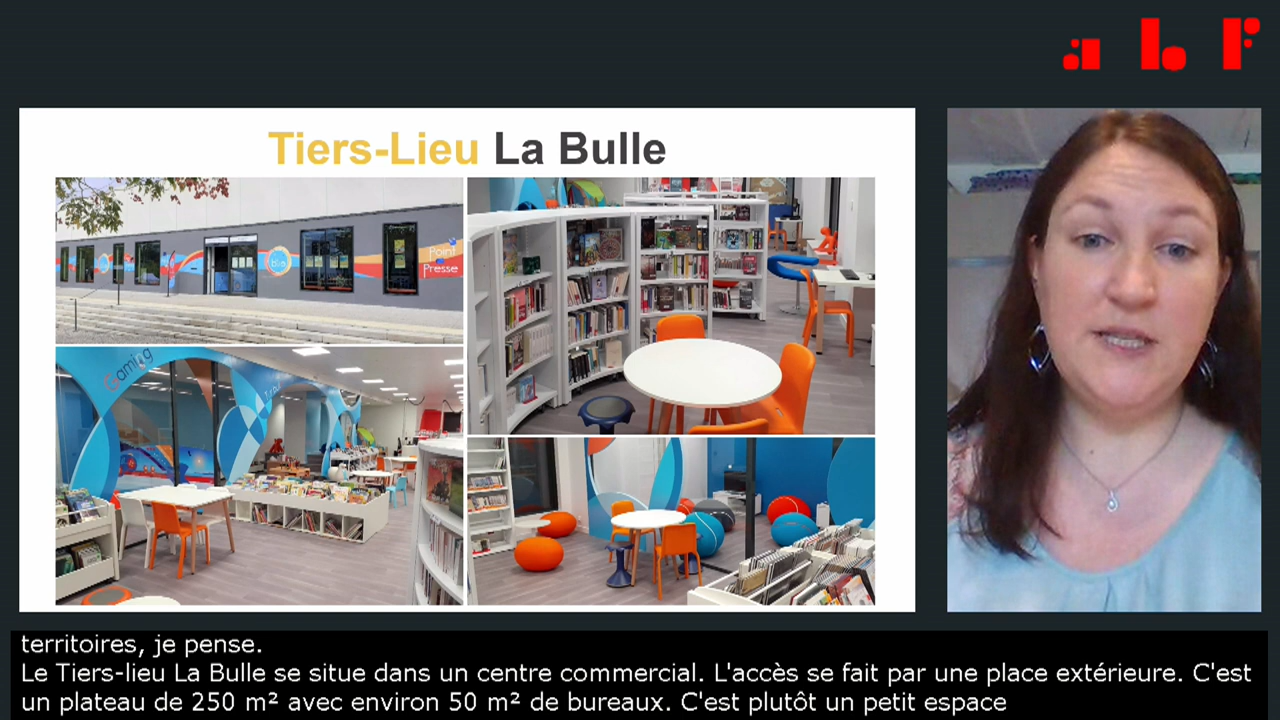 abf
Tiers-Lieu La Bulle
Point
Presse
Gaming
territoires, je pense.
Le Tiers-lieu La Bulle se situe dans un centre commercial. L'accès se fait par une place extérieure. C'est
un plateau de 250 m² avec environ 50 m² de bureaux. C'est plutôt un petit espace